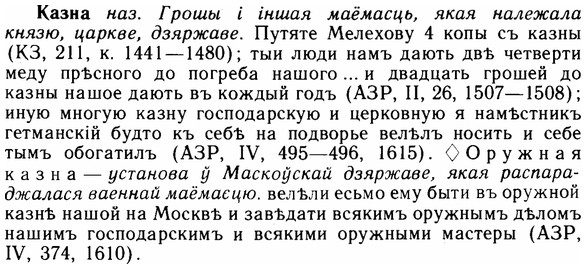 Казна наз. Грошы і іншая маёмасць, якая належала
князю, царкве, дзяржаве. Путяте Мелехову 4 копы съ казны
(КЗ, 211, к. 1441—1480); тыи люди намъ дають двѣ четверти
меду прѣсного до погреба нашого ... и двадцать грошей до
казны нашое дають въ кождый годъ (АЗР, II, 26, 1507—1508);
иную многую казну господарскую и церковную я намѣстникъ
гетманскій будто къ себѣ на подворье велѣлъ носить и себе
тымъ обогатилъ (АЗР, IV, 495—496, 1615). ◇ Оружная
казна — установа ў Маскоўскай дзяржаве, якая распара-
джалася ваеннай маёмасцю. велѣли есьмо ему быти въ оружной
казнѣ нашой на Москвѣ и завѣдати всякимъ оружнымъ дѣломъ
нашим господарским и всякими оружными мастеры (АЗР,
IV, 374, 1610).